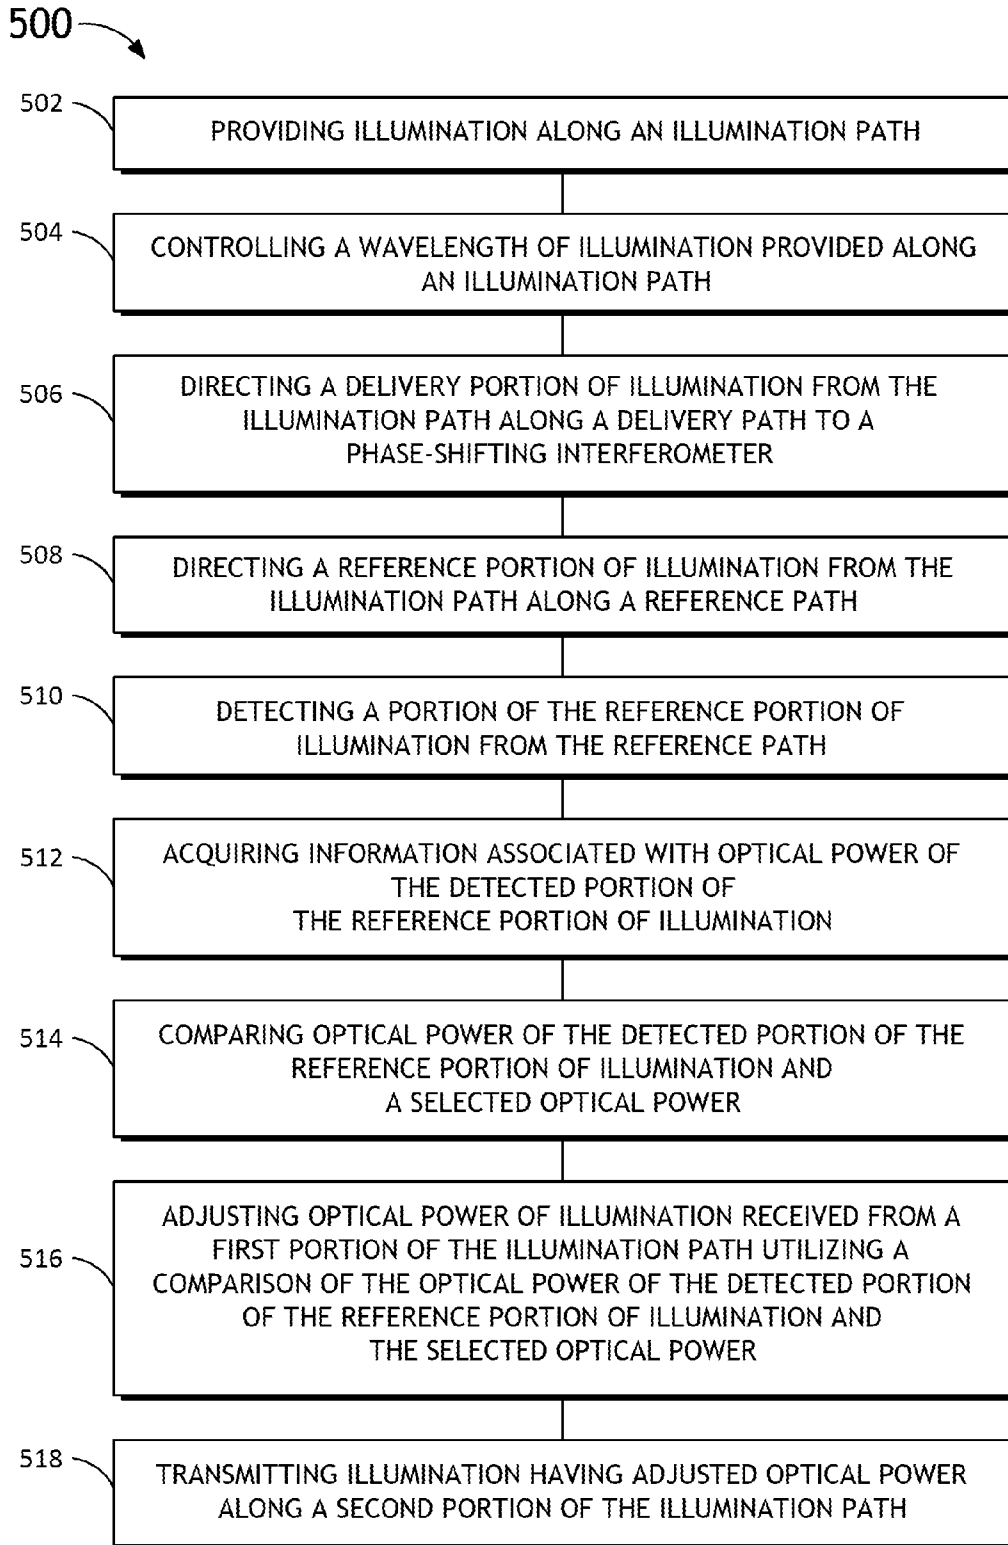 500
502
PROVIDING ILLUMINATION ALONG AN ILLUMINATION PATH
504
CONTROLLING A WAVELENGTH OF ILLUMINATION PROVIDED ALONG
AN ILLUMINATION PATH
506
DIRECTING A DELIVERY PORTION OF ILLUMINATION FROM THE
ILLUMINATION PATH ALONG A DELIVERY PATH TO A
PHASE-SHIFTING INTERFEROMETER
508
DIRECTING A REFERENCE PORTION OF ILLUMINATION FROM THE
ILLUMINATION PATH ALONG A REFERENCE PATH
510
DETECTING A PORTION OF THE REFERENCE PORTION OF
ILLUMINATION FROM THE REFERENCE PATH
512
ACQUIRING INFORMATION ASSOCIATED WITH OPTICAL POWER OF
THE DETECTED PORTION OF
THE REFERENCE PORTION OF ILLUMINATION
514
COMPARING OPTICAL POWER OF THE DETECTED PORTION OF THE
REFERENCE PORTION OF ILLUMINATION AND
A SELECTED OPTICAL POWER
516
ADJUSTING OPTICAL POWER OF ILLUMINATION RECEIVED FROM A
FIRST PORTION OF THE ILLUMINATION PATH UTILIZING A
COMPARISON OF THE OPTICAL POWER OF THE DETECTED PORTION
OF THE REFERENCE PORTION OF ILLUMINATION AND
THE SELECTED OPTICAL POWER
518
TRANSMITTING ILLUMINATION HAVING ADJUSTED OPTICAL POWER
ALONG A SECOND PORTION OF THE ILLUMINATION PATH